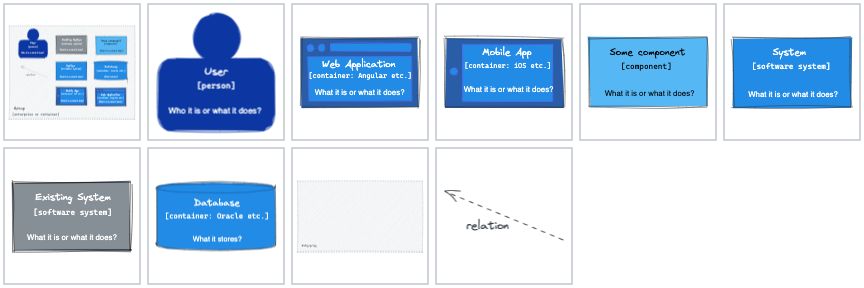 User
[person]
Who it is or what it does?
Web Application
[container: Angular etc.]
What it is or what it does?
Mobile App
[container: iOS etc.]
What it is or what it does?
Some component
[component]
What it is or what it does?
System
[software system]
What it is or what it does?
Existing System
[software system]
What it is or what it does?
Database
[container: Oracle etc.]
What it stores?
relation